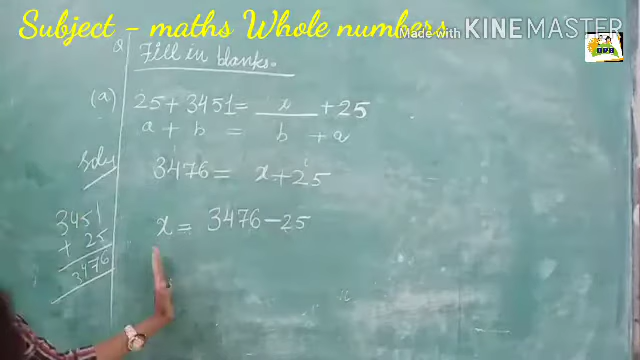 Subject - maths Whole numbers
Made with KINEMASTER
Q Fill in blanks.
(a) 25 + 3451 = x + 25
a + b = b + a
Soln 3476 = x + 25
x = 3476 - 25
3451
+ 25
3476